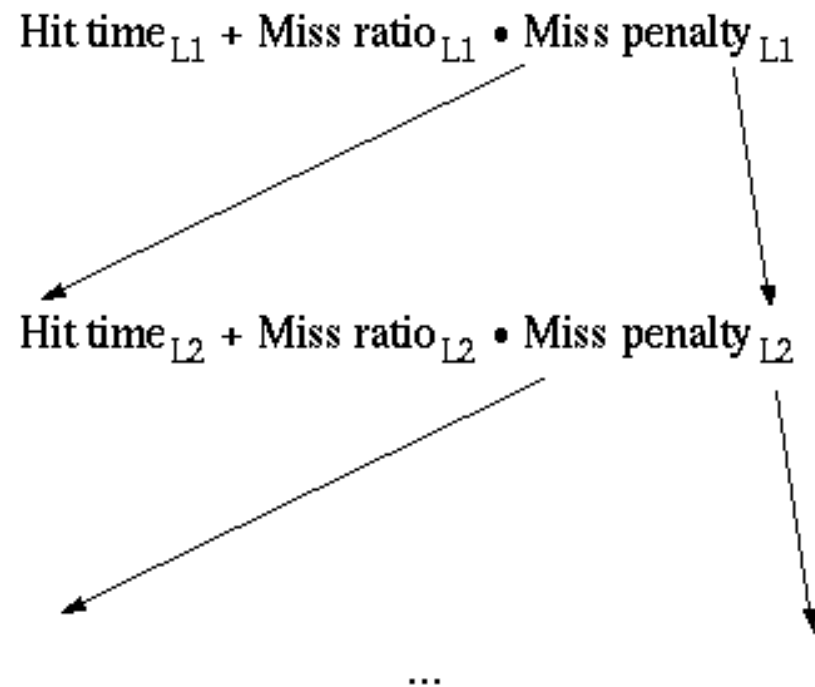 Hit time L1 + Miss ratio L1 • Miss penalty L1
Hit time L2 + Miss ratio L2 • Miss penalty L2
...